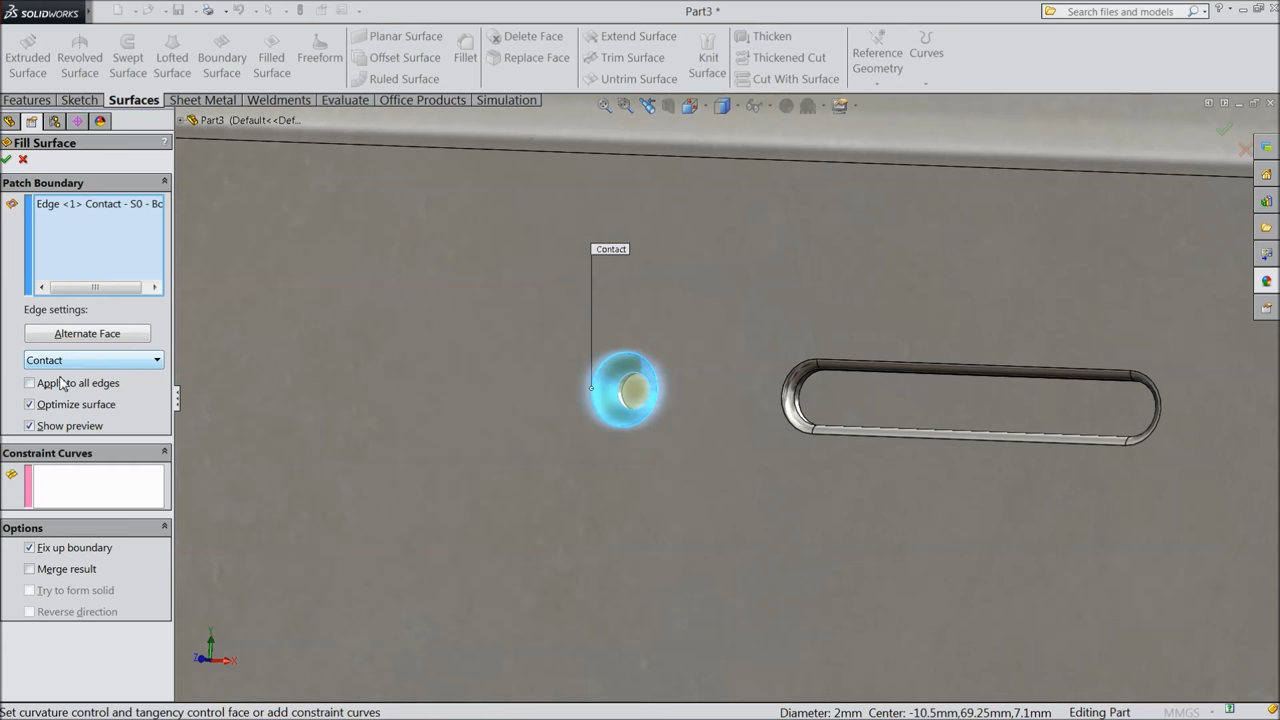 SOLIDWORKS
Part3 *
Search files and models
Extruded Surface
Revolved Surface
Swept Surface
Lofted Surface
Boundary Surface
Filled Surface
Freeform
Planar Surface
Offset Surface
Ruled Surface
Fillet
Delete Face
Replace Face
Extend Surface
Trim Surface
Untrim Surface
Knit Surface
Thicken
Thickened Cut
Cut With Surface
Reference Geometry
Curves
Features
Sketch
Surfaces
Sheet Metal
Weldments
Evaluate
Office Products
Simulation
Part3 (Default<<Def...
Fill Surface
?
Patch Boundary
Edge <1> Contact - S0 - Bc
Edge settings:
Alternate Face
Contact
Apply to all edges
Optimize surface
Show preview
Constraint Curves
Options
Fix up boundary
Merge result
Try to form solid
Reverse direction
Contact
Y
Z
X
Set curvature control and tangency control face or add constraint curves
Diameter: 2mm Center: -10.5mm,69.25mm,7.1mm
Editing Part
MMGS